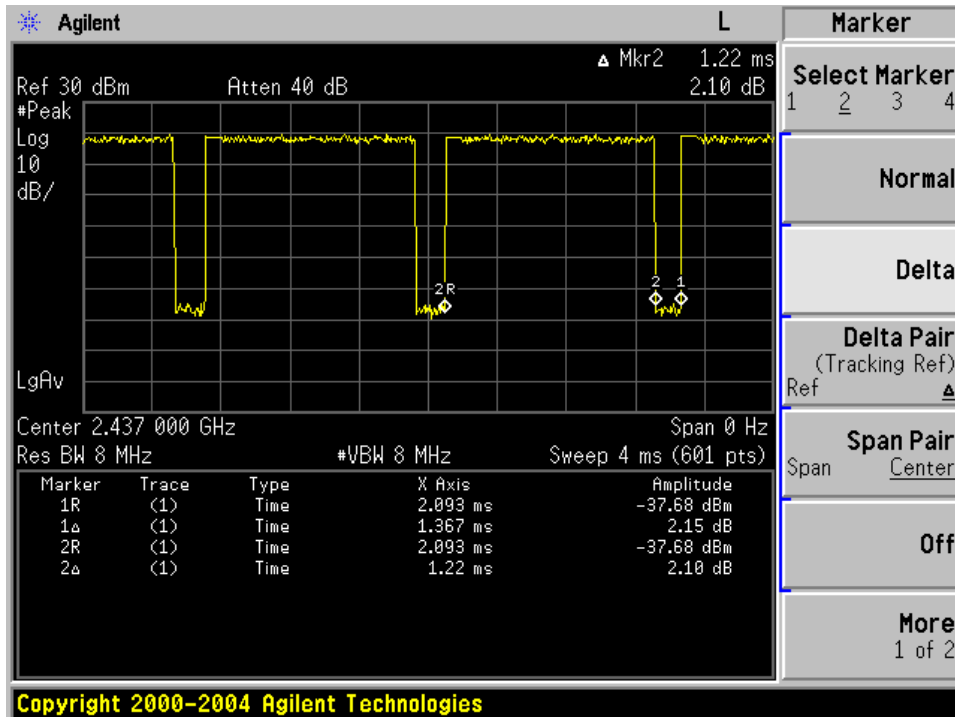 Agilent
L
Marker
▵ Mkr2 1.22 ms
Ref 30 dBm Atten 40 dB 2.10 dB
#Peak
Log
10
dB/
2R
2 1
LgAv
Center 2.437 000 GHz Span 0 Hz
Res BW 8 MHz #VBW 8 MHz Sweep 4 ms (601 pts)
Marker Trace Type X Axis Amplitude
1R (1) Time 2.093 ms -37.68 dBm
1▵ (1) Time 1.367 ms 2.15 dB
2R (1) Time 2.093 ms -37.68 dBm
2▵ (1) Time 1.22 ms 2.10 dB
Select Marker
1 2 3 4
Normal
Delta
Delta Pair
(Tracking Ref)
Ref ▵
Span Pair
Span Center
Off
More
1 of 2
Copyright 2000-2004 Agilent Technologies